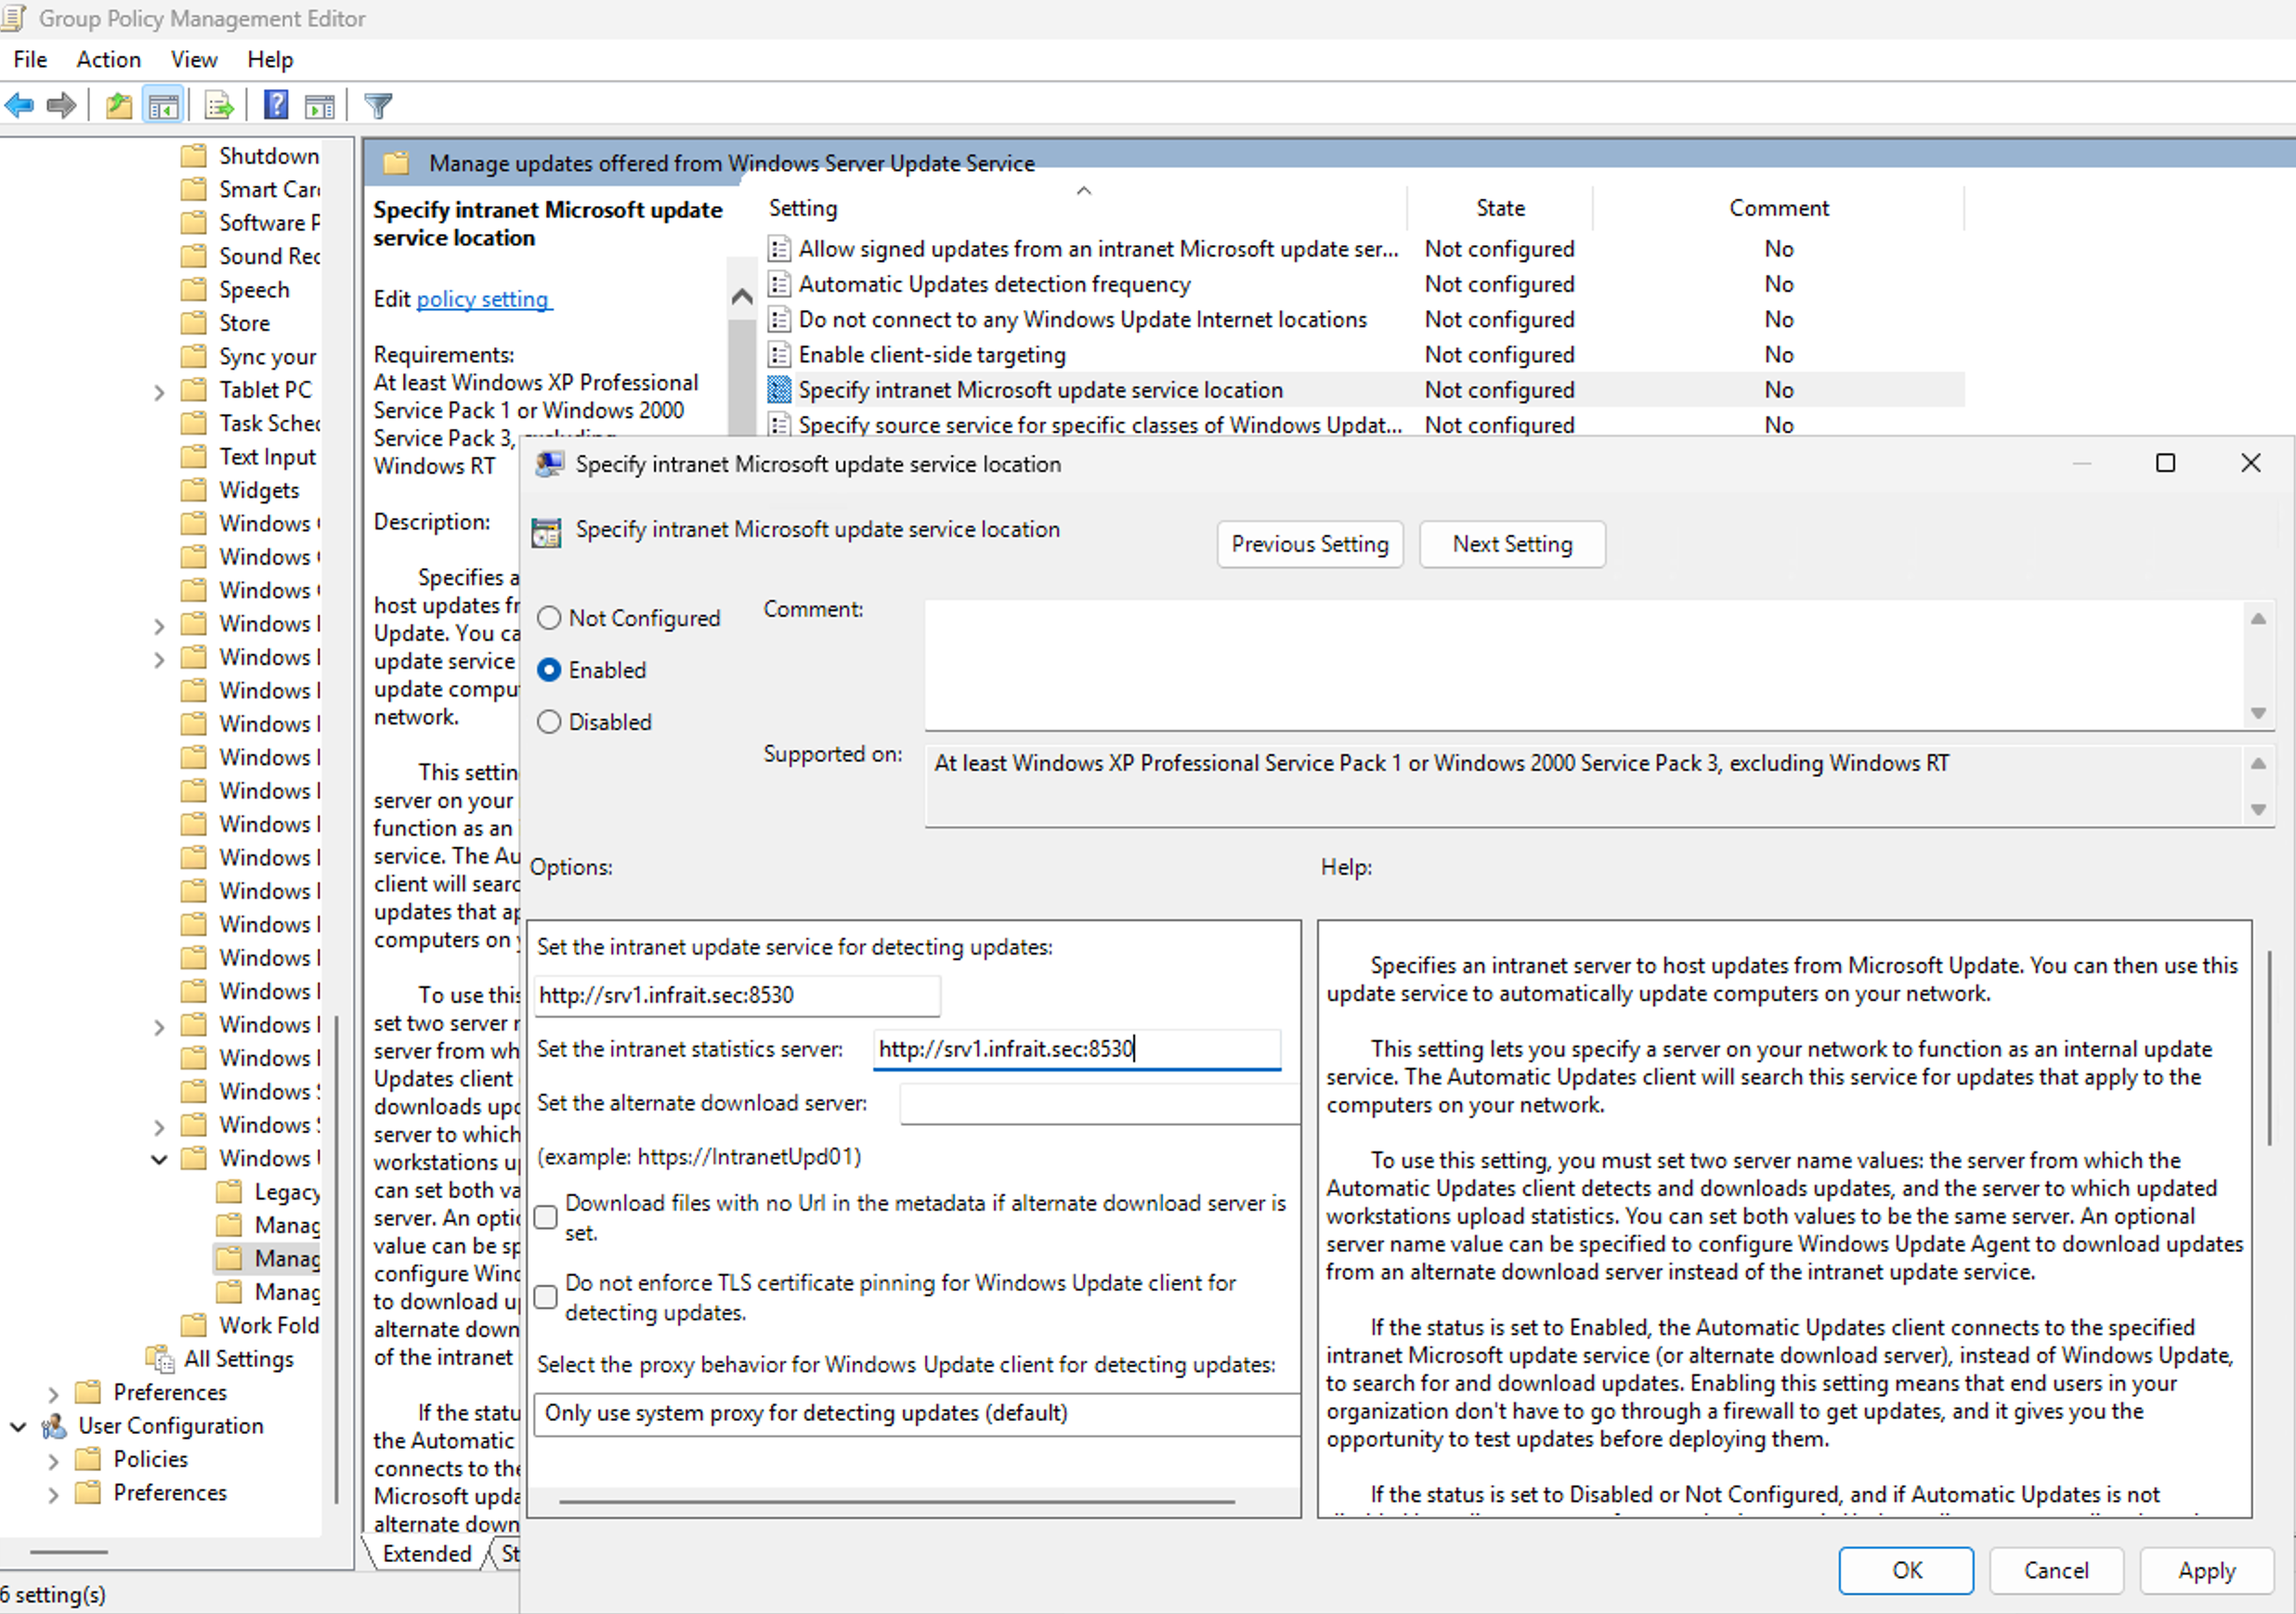 Group Policy Management Editor
File Action View Help
Shutdown
Smart Car
Software P
Sound Rec
Speech
Store
Sync your
Tablet PC
Task Sched
Text Input
Widgets
Windows
Windows
Windows
Windows I
Windows I
Windows I
Windows I
Windows I
Windows I
Windows I
Windows I
Windows I
Windows I
Windows I
Windows I
Windows I
Windows I
Windows S
Windows S
Windows U
Legacy
Manag
Manag
Manag
Work Fold
All Settings
Preferences
User Configuration
Policies
Preferences
6 setting(s)
Manage updates offered from Windows Server Update Service
Specify intranet Microsoft update
service location
Edit policy setting
Requirements:
At least Windows XP Professional
Service Pack 1 or Windows 2000
Service Pack 3, excluding
Windows RT
Description:
Specifies a
host updates fr
Update. You ca
update service
update compu
network.
This settin
server on your
function as an
service. The Au
client will searc
updates that ap
computers on y
To use this
set two server n
server from wh
Updates client
downloads upd
server to which
workstations up
can set both va
server. An optio
value can be sp
configure Wind
to download up
alternate down
of the intranet
If the statu
the Automatic
connects to the
Microsoft upda
alternate down
Extended St
Setting State Comment
Allow signed updates from an intranet Microsoft update ser... Not configured No
Automatic Updates detection frequency Not configured No
Do not connect to any Windows Update Internet locations Not configured No
Enable client-side targeting Not configured No
Specify intranet Microsoft update service location Not configured No
Specify source service for specific classes of Windows Updat... Not configured No
Specify intranet Microsoft update service location
Specify intranet Microsoft update service location
Previous Setting Next Setting
Not Configured
Enabled
Disabled
Comment:
Supported on: At least Windows XP Professional Service Pack 1 or Windows 2000 Service Pack 3, excluding Windows RT
Options:
Set the intranet update service for detecting updates:
http://srv1.infrait.sec:8530
Set the intranet statistics server: http://srv1.infrait.sec:8530
Set the alternate download server:
(example: https://IntranetUpd01)
Download files with no Url in the metadata if alternate download server is
set.
Do not enforce TLS certificate pinning for Windows Update client for
detecting updates.
Select the proxy behavior for Windows Update client for detecting updates:
Only use system proxy for detecting updates (default)
Help:
Specifies an intranet server to host updates from Microsoft Update. You can then use this
update service to automatically update computers on your network.
This setting lets you specify a server on your network to function as an internal update
service. The Automatic Updates client will search this service for updates that apply to the
computers on your network.
To use this setting, you must set two server name values: the server from which the
Automatic Updates client detects and downloads updates, and the server to which updated
workstations upload statistics. You can set both values to be the same server. An optional
server name value can be specified to configure Windows Update Agent to download updates
from an alternate download server instead of the intranet update service.
If the status is set to Enabled, the Automatic Updates client connects to the specified
intranet Microsoft update service (or alternate download server), instead of Windows Update,
to search for and download updates. Enabling this setting means that end users in your
organization don't have to go through a firewall to get updates, and it gives you the
opportunity to test updates before deploying them.
If the status is set to Disabled or Not Configured, and if Automatic Updates is not
OK Cancel Apply